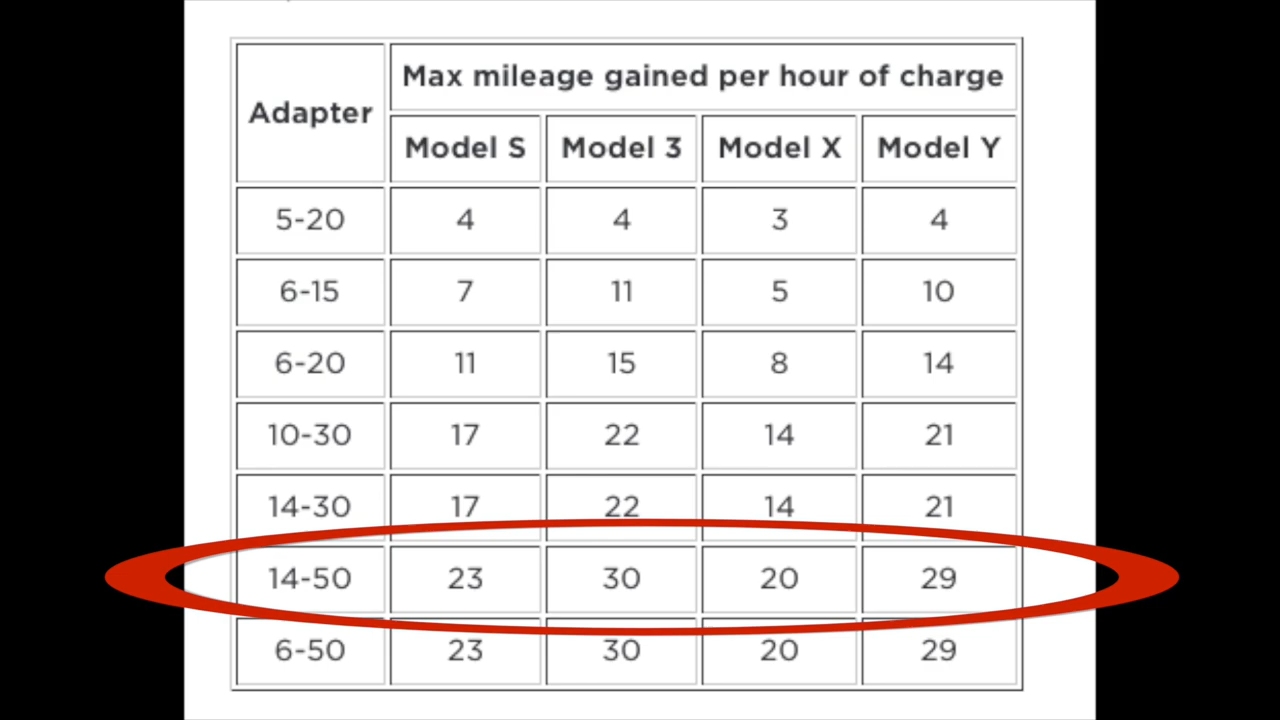 Adapter
Max mileage gained per hour of charge
Model S Model 3 Model X Model Y
5-20 4 4 3 4
6-15 7 11 5 10
6-20 11 15 8 14
10-30 17 22 14 21
14-30 17 22 14 21
14-50 23 30 20 29
6-50 23 30 20 29